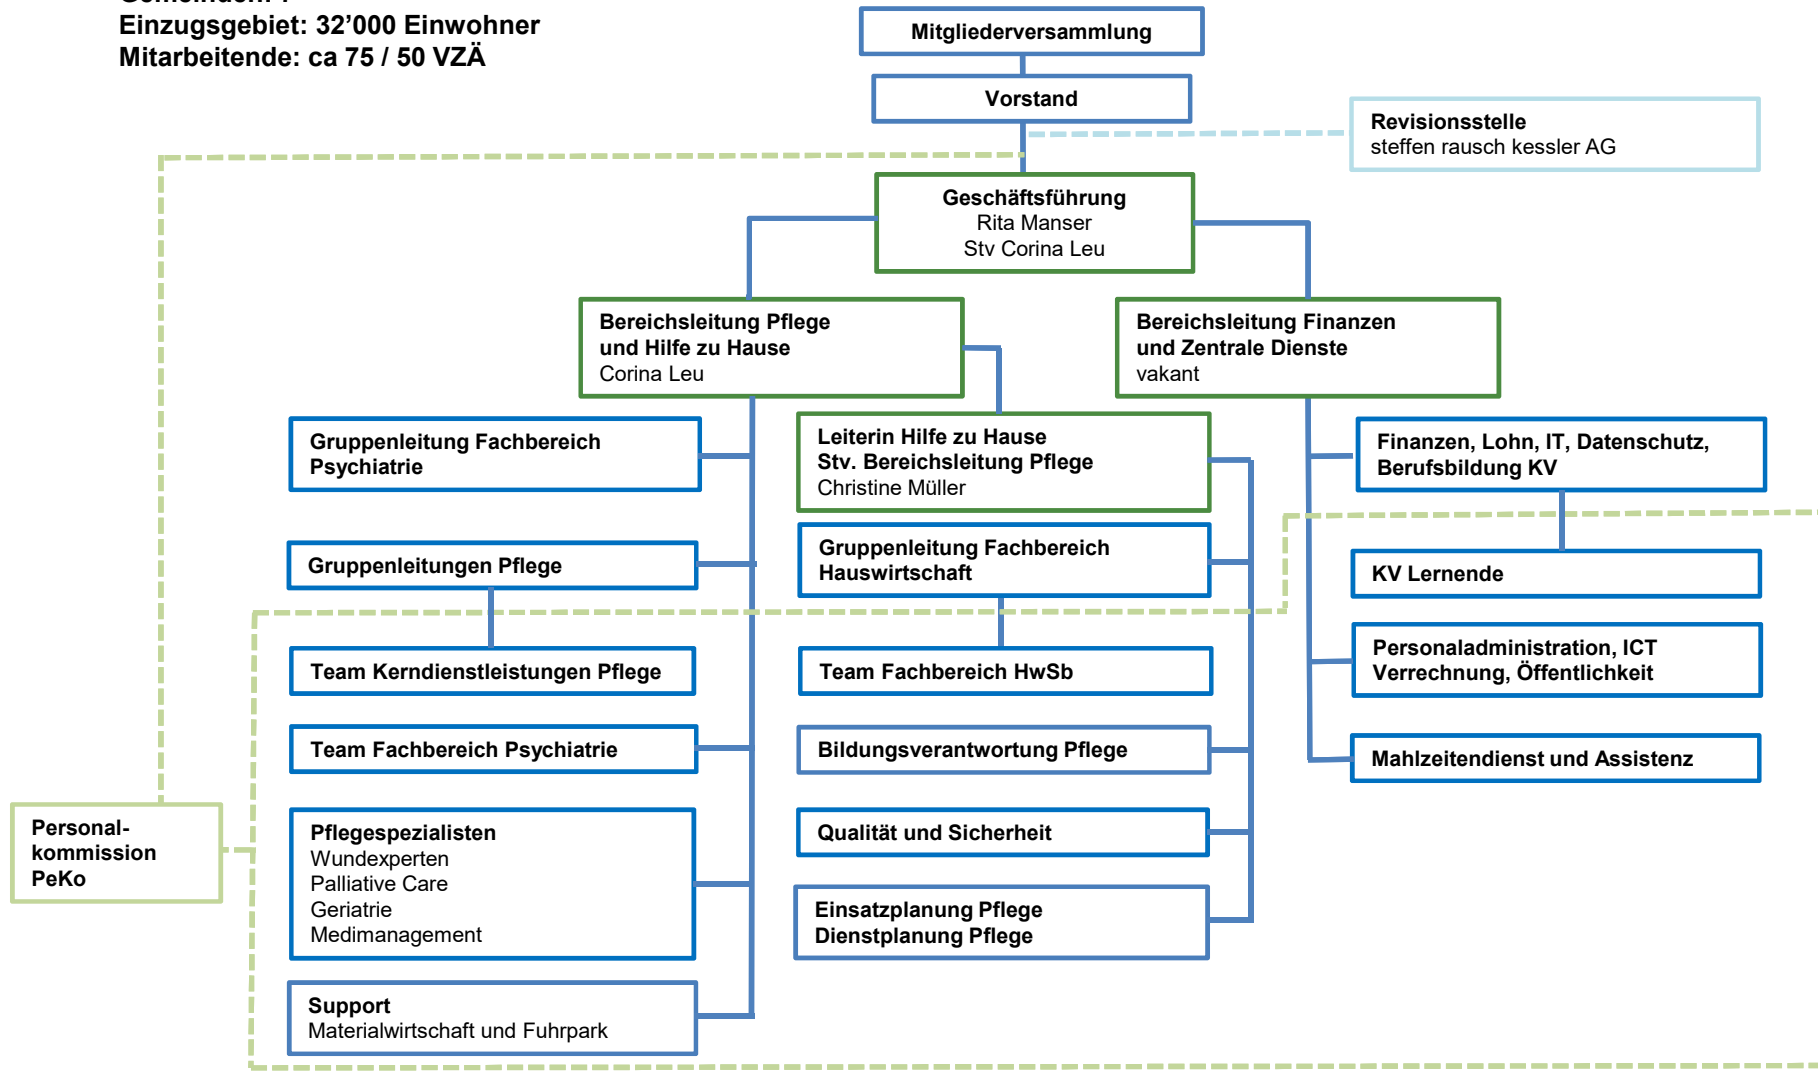 Einzugsgebiet: 32’000 Einwohner
Mitarbeitende: ca 75 / 50 VZÄ
Mitgliederversammlung
Vorstand
Revisionsstelle
steffen rausch kessler AG
Geschäftsführung
Rita Manser
Stv Corina Leu
Bereichsleitung Pflege
und Hilfe zu Hause
Corina Leu
Bereichsleitung Finanzen
und Zentrale Dienste
vakant
Gruppenleitung Fachbereich
Psychiatrie
Leiterin Hilfe zu Hause
Stv. Bereichsleitung Pflege
Christine Müller
Finanzen, Lohn, IT, Datenschutz,
Berufsbildung KV
Gruppenleitungen Pflege
Gruppenleitung Fachbereich
Hauswirtschaft
KV Lernende
Team Kerndienstleistungen Pflege
Team Fachbereich HwSb
Personaladministration, ICT
Verrechnung, Öffentlichkeit
Team Fachbereich Psychiatrie
Bildungsverantwortung Pflege
Mahlzeitendienst und Assistenz
Personal-
kommission
PeKo
Pflegespezialisten
Wundexperten
Palliative Care
Geriatrie
Medimanagement
Qualität und Sicherheit
Einsatzplanung Pflege
Dienstplanung Pflege
Support
Materialwirtschaft und Fuhrpark